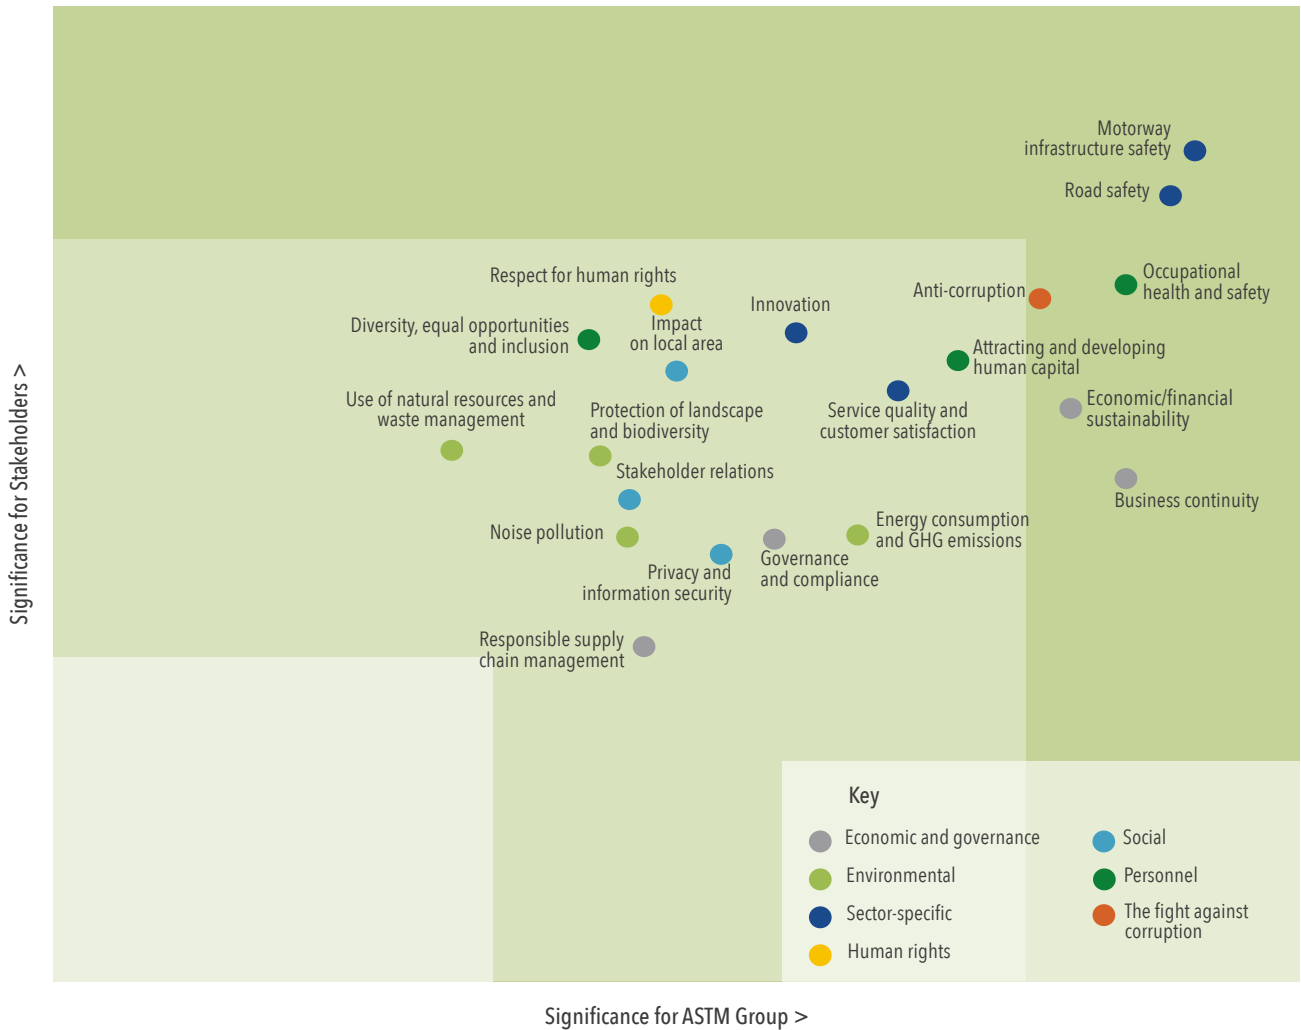 Motorway
infrastructure safety
Road safety
Occupational
health and safety
Respect for human rights
Anti-corruption
Innovation
Diversity, equal opportunities
and inclusion
Impact
on local area
Attracting and developing
human capital
Use of natural resources and
waste management
Protection of landscape
and biodiversity
Service quality and
customer satisfaction
Economic/financial
sustainability
Stakeholder relations
Business continuity
Noise pollution
Energy consumption
and GHG emissions
Privacy and
information security
Governance
and compliance
Responsible supply
chain management
Significance for Stakeholders >
Key
Economic and governance
Environmental
Sector-specific
Human rights
Social
Personnel
The fight against
corruption
Significance for ASTM Group >